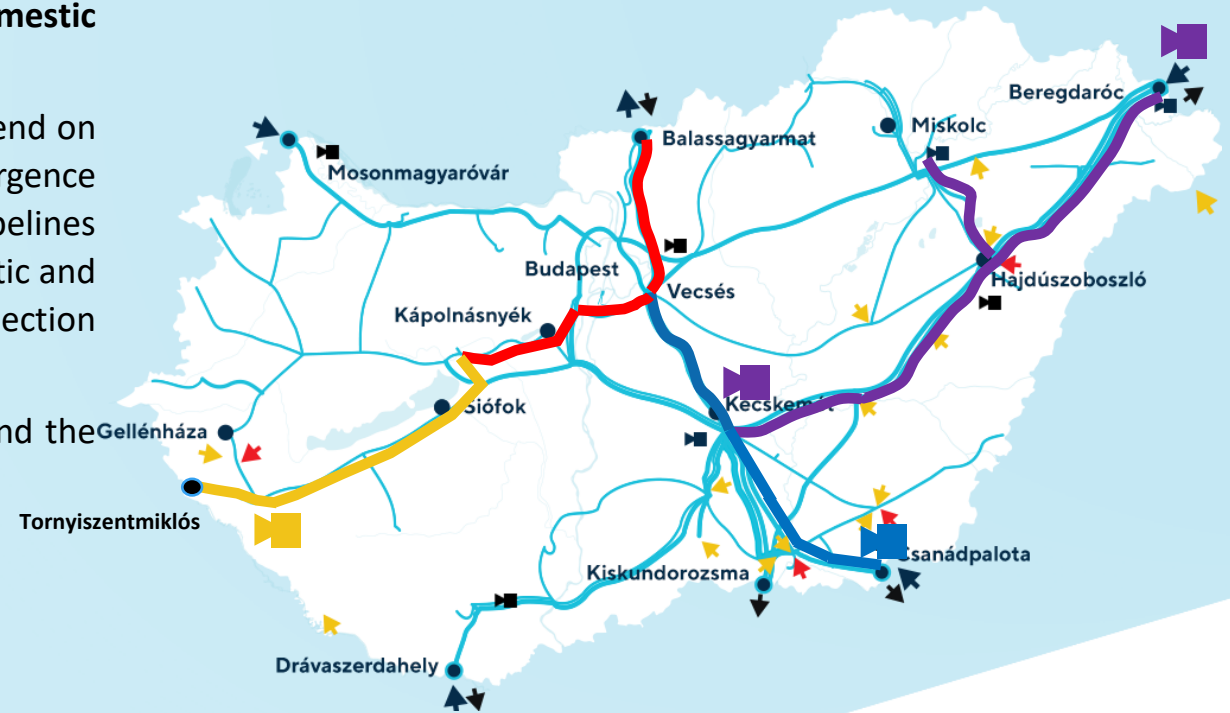 mestic
end on
rgence
pelines
tic and
ection
nd the
Beregdaróc
Miskolc
Balassagyarmat
Mosonmagyaróvár
Budapest
Hajdúszoboszló
Vecsés
Kápolnásnyék
Kecskemét
Siófok
Gellénháza
Tornyiszentmiklós
Csanádpalota
Kiskundorozsma
Drávaszerdahely